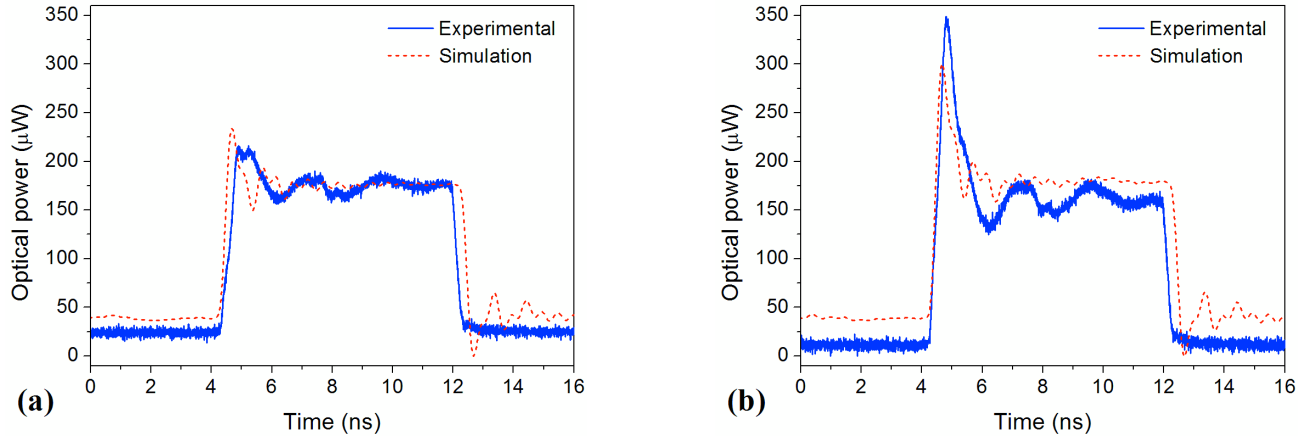 350
300
250
200
150
100
50
0
Optical power (μW)
Experimental
Simulation
0 2 4 6 8 10 12 14 16
Time (ns)
(a)
350
300
250
200
150
100
50
0
Optical power (μW)
Experimental
Simulation
0 2 4 6 8 10 12 14 16
Time (ns)
(b)